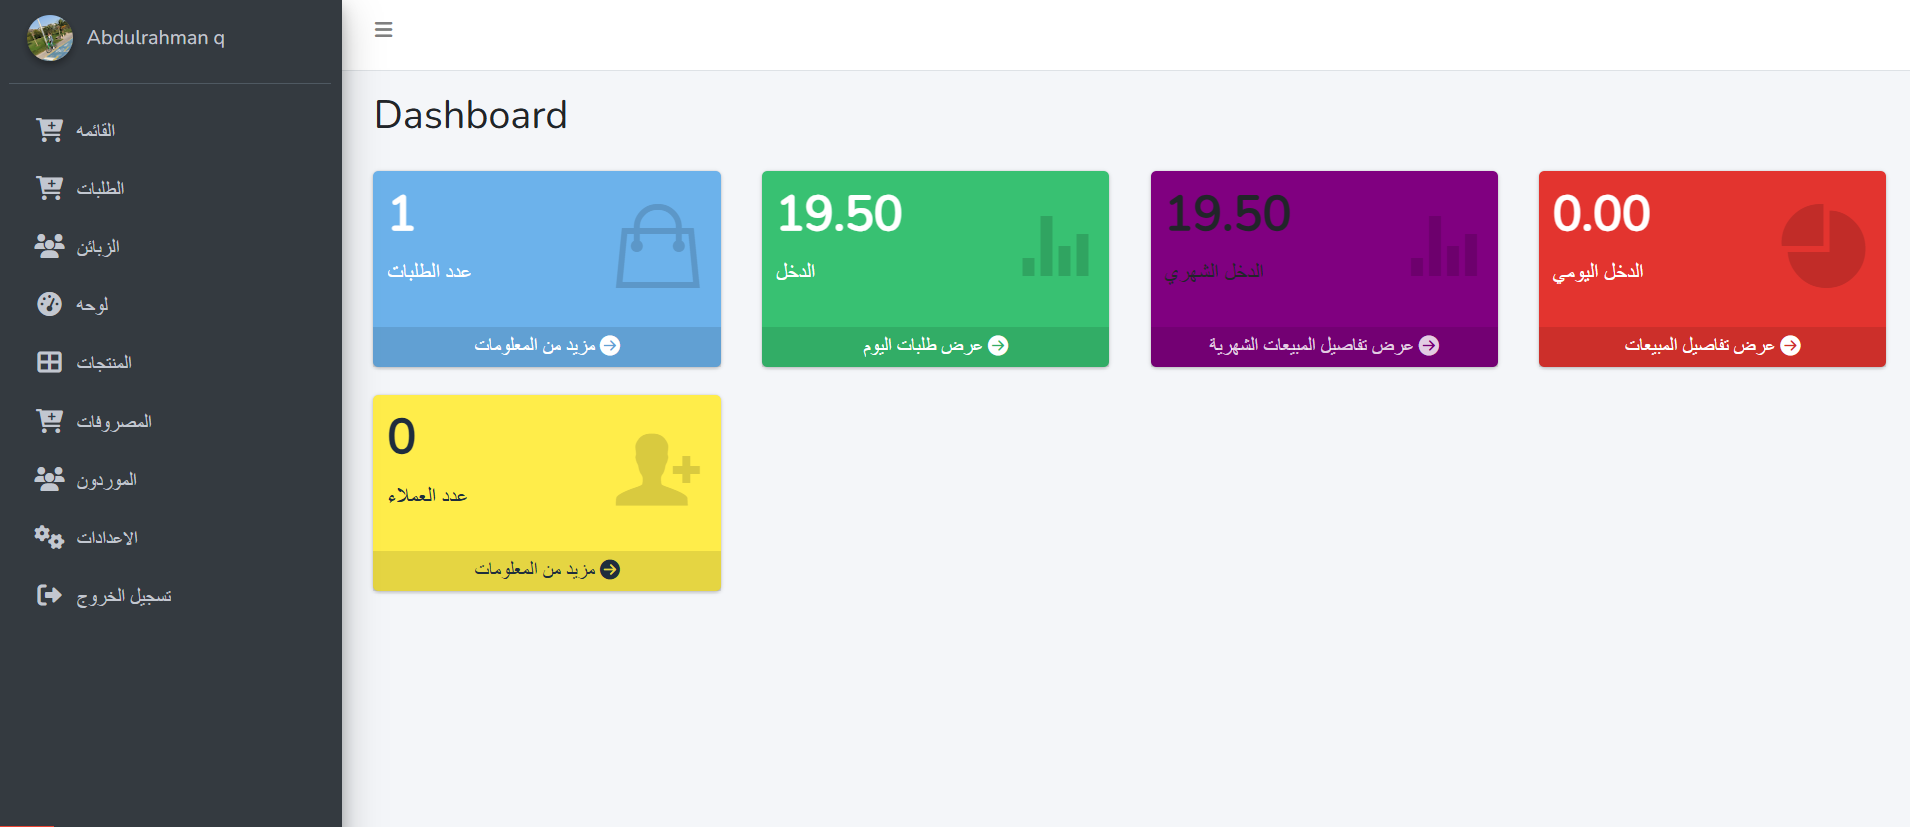 Abdulrahman q
القائمه
الطلبات
الزبائن
لوحه
المنتجات
المصروفات
الموردون
الاعدادات
تسجيل الخروج
Dashboard
1
عدد الطلبات
مزيد من المعلومات
19.50
الدخل
عرض طلبات اليوم
19.50
الدخل الشهري
عرض تفاصيل المبيعات الشهرية
0.00
الدخل اليومي
عرض تفاصيل المبيعات
0
عدد العملاء
مزيد من المعلومات